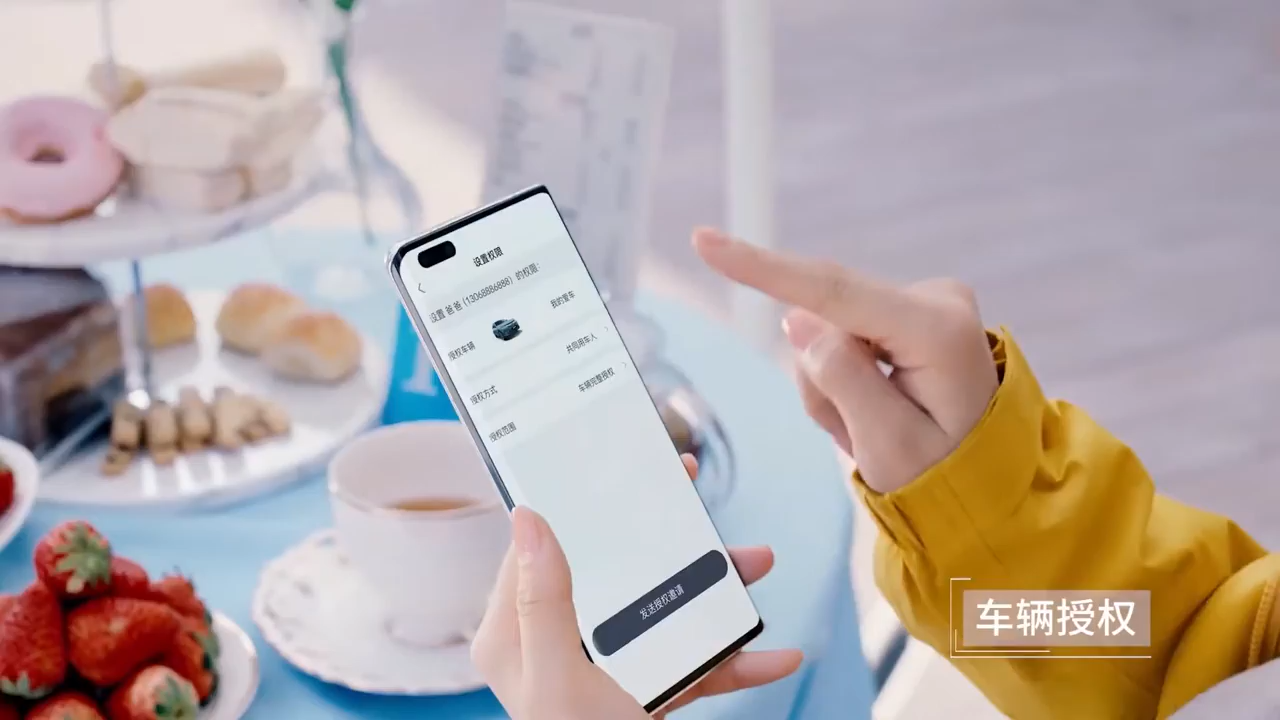 设置权限
设置 爸爸 (13068886888) 的权限:
授权车辆 我的爱车
授权方式 共同用车人
授权范围 车辆完整授权
发送授权邀请
车辆授权